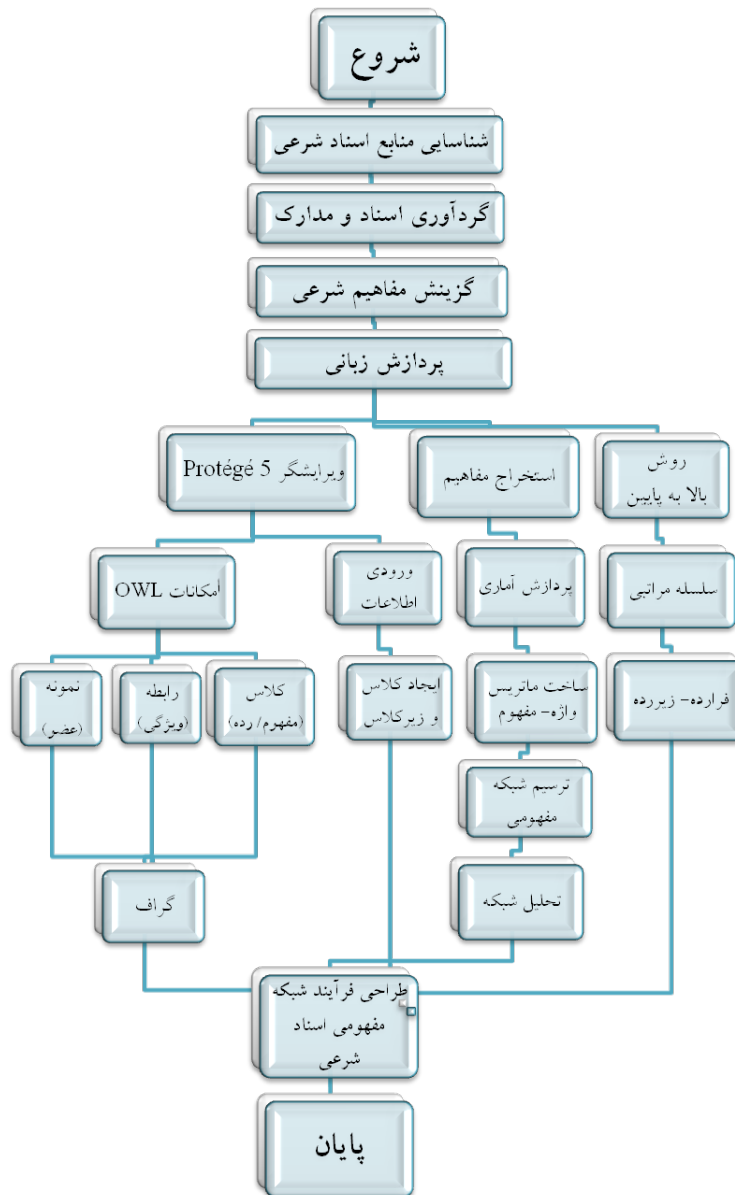 شروع
شناسایی منابع اسناد شرعی
گردآوری اسناد و مدارک
گزینش مفاهیم شرعی
پردازش زبانی
روش
بالا به پایین
استخراج مفاهیم
ویرایشگر Protégé 5
سلسله مراتبی
پردازش آماری
ورودی
اطلاعات
أمکانات OWL
فرارده- زیررده
ساخت ماتریس
واژه- مفهوم
ایجاد کلاس
و زیرکلاس
کلاس
(مفهوم/ رده)
رابطه
(ویژگی)
نمونه
(عضو)
ترسیم شبکه
مفهومی
تحلیل شبکه
گراف
طراحی فرآیند شبکه
مفهومی اسناد
شرعی
پایان